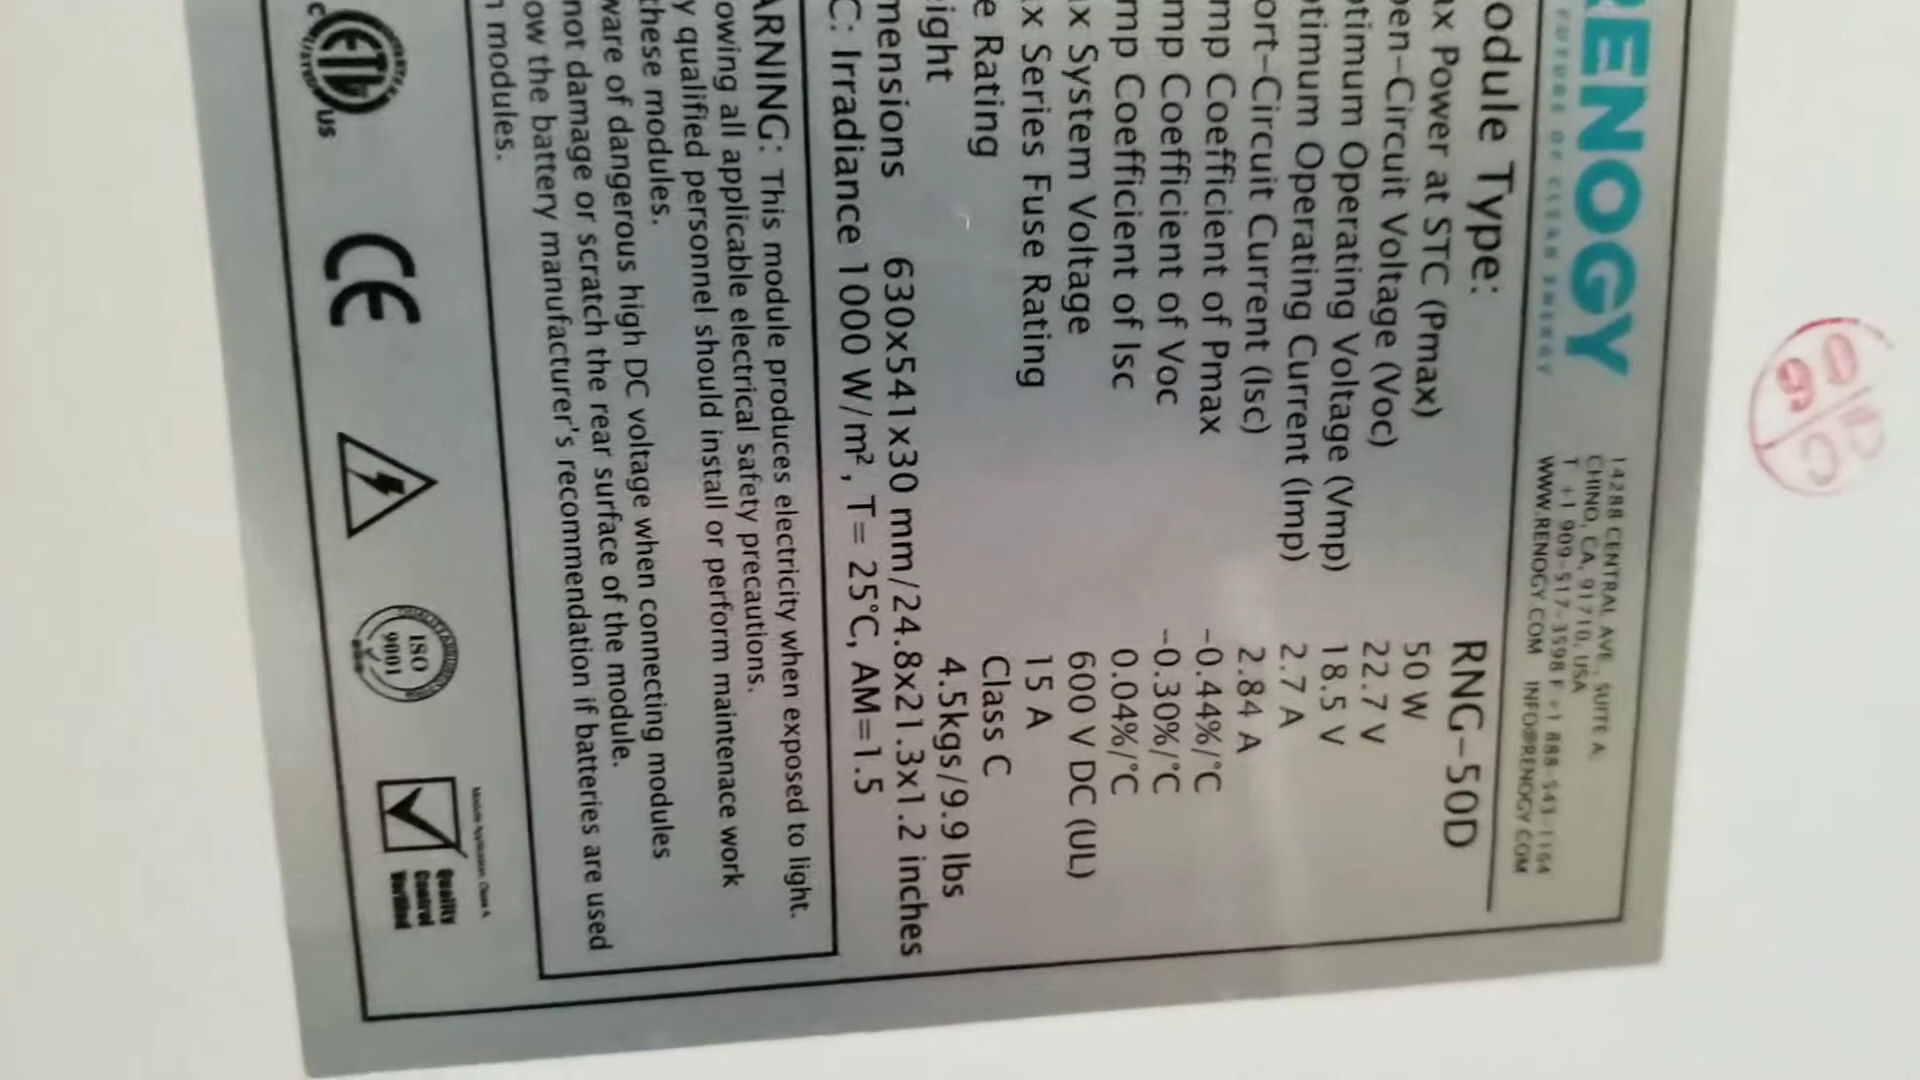 RENOGY
FUTURE OF CLEAN ENERGY
14288 CENTRAL AVE., SUITE A,
CHINO, CA, 91710, USA
T +1 909-517-3598 F +1 888-543-1164
WWW.RENOGY.COM INFO@RENOGY.COM
odule Type: RNG-50D
ax Power at STC (Pmax) 50 W
pen-Circuit Voltage (Voc) 22.7 V
ptimum Operating Voltage (Vmp) 18.5 V
timum Operating Current (Imp) 2.7 A
ort-Circuit Current (Isc) 2.84 A
mp Coefficient of Pmax -0.44%/°C
mp Coefficient of Voc -0.30%/°C
mp Coefficient of Isc 0.04%/°C
x System Voltage 600 V DC (UL)
x Series Fuse Rating 15 A
e Rating Class C
eight 4.5kgs/9.9 lbs
mensions 630x541x30 mm/24.8x21.3x1.2 inches
C: Irradiance 1000 W/m², T= 25°C, AM=1.5
ARNING: This module produces electricity when exposed to light.
owing all applicable electrical safety precautions.
y qualified personnel should install or perform maintenace work
these modules.
ware of dangerous high DC voltage when connecting modules
not damage or scratch the rear surface of the module.
ow the battery manufacturer's recommendation if batteries are used
n modules.
c ETL us
CE
ISO
9001
Quality
Control
Verified